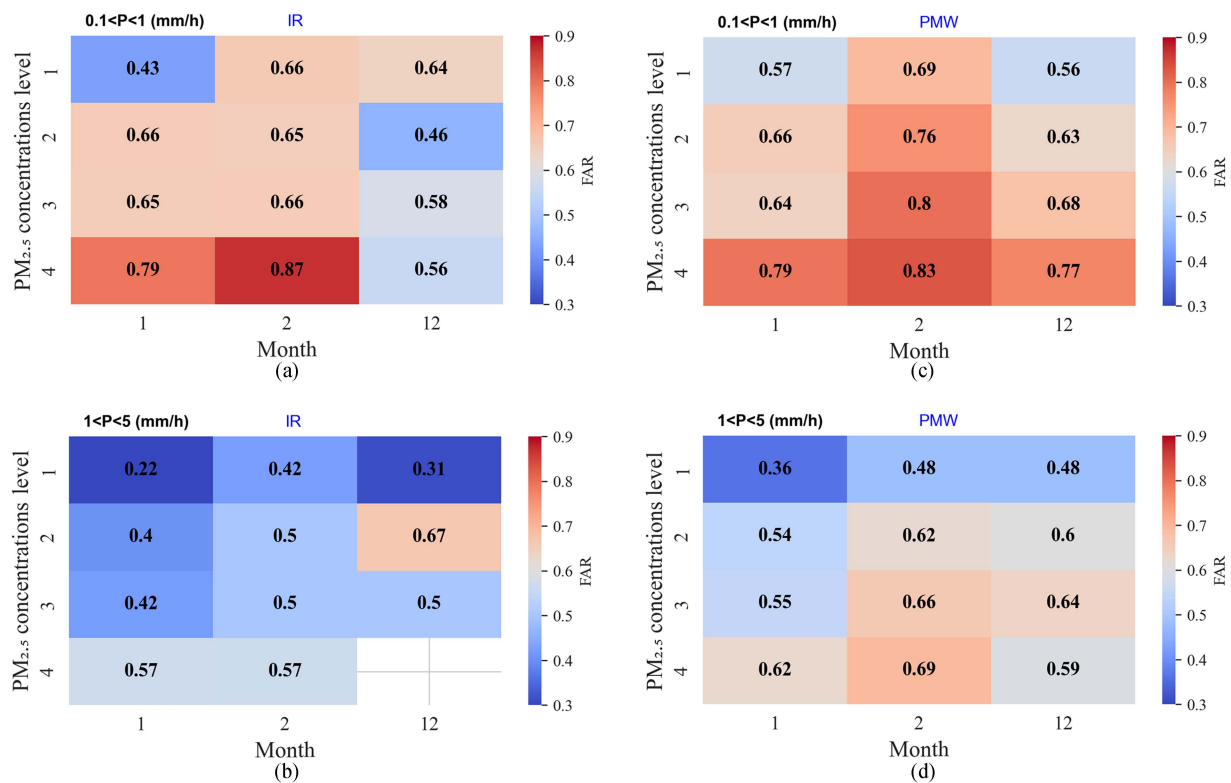 0.1<P<1 (mm/h) IR
PM₂.₅ concentrations level
1 0.43 0.66 0.64
2 0.66 0.65 0.46
3 0.65 0.66 0.58
4 0.79 0.87 0.56
1 2 12
Month
(a)
0.9
0.8
0.7
0.6
0.5
0.4
0.3
FAR
0.1<P<1 (mm/h) PMW
PM₂.₅ concentrations level
1 0.57 0.69 0.56
2 0.66 0.76 0.63
3 0.64 0.8 0.68
4 0.79 0.83 0.77
1 2 12
Month
(c)
0.9
0.8
0.7
0.6
0.5
0.4
0.3
FAR
1<P<5 (mm/h) IR
PM₂.₅ concentrations level
1 0.22 0.42 0.31
2 0.4 0.5 0.67
3 0.42 0.5 0.5
4 0.57 0.57
1 2 12
Month
(b)
0.9
0.8
0.7
0.6
0.5
0.4
0.3
FAR
1<P<5 (mm/h) PMW
PM₂.₅ concentrations level
1 0.36 0.48 0.48
2 0.54 0.62 0.6
3 0.55 0.66 0.64
4 0.62 0.69 0.59
1 2 12
Month
(d)
0.9
0.8
0.7
0.6
0.5
0.4
0.3
FAR